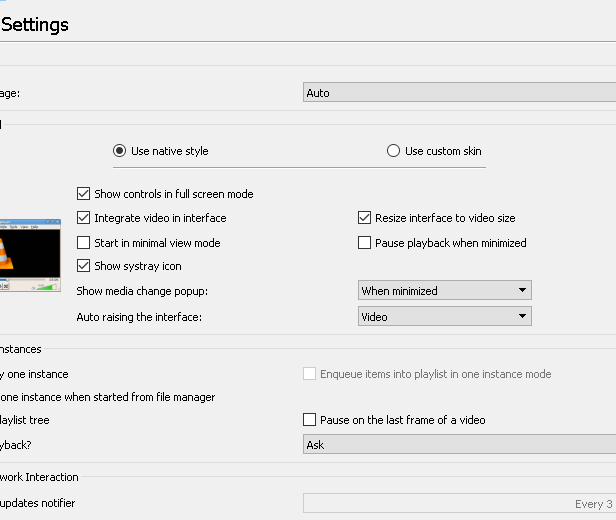 Settings
age: Auto
Use native style Use custom skin
Show controls in full screen mode
Integrate video in interface Resize interface to video size
Start in minimal view mode Pause playback when minimized
Show systray icon
Show media change popup: When minimized
Auto raising the interface: Video
nstances
y one instance Enqueue items into playlist in one instance mode
one instance when started from file manager
aylist tree Pause on the last frame of a video
yback? Ask
work Interaction
updates notifier Every 3